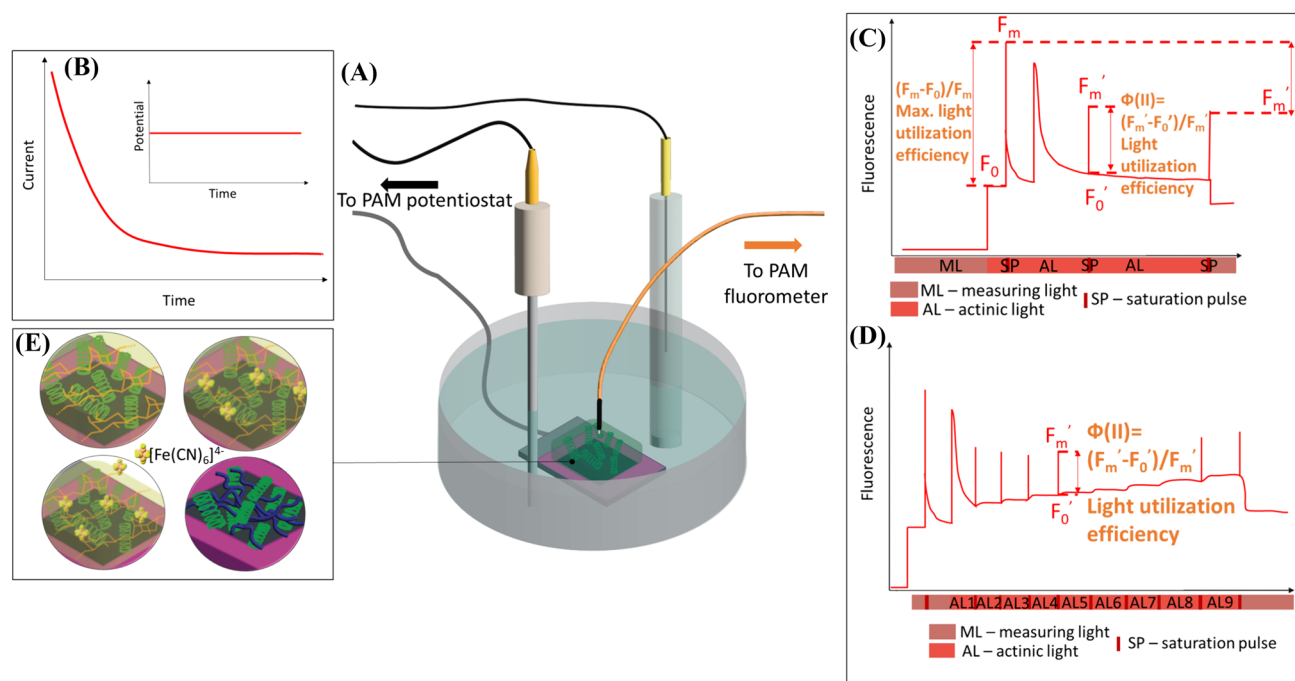 (B)
Current
Potential
Time
Time
(A)
To PAM potentiostat
To PAM
fluorometer
(E)
[Fe(CN)6]4-
(C)
Fluorescence
Fm
(Fm-F0)/Fm
Max. light
utilization
efficiency
F0
Fm′
Φ(II)=
(Fm′-F0′)/Fm′
Light
utilization
efficiency
F0′
Fm′
ML
SP
AL
SP
AL
SP
ML – measuring light
AL – actinic light
SP – saturation pulse
(D)
Fluorescence
Fm′
Φ(II)=
(Fm′-F0′)/Fm′
F0′
Light utilization
efficiency
AL1 AL2 AL3 AL4 AL5 AL6 AL7 AL8 AL9
ML – measuring light
AL – actinic light
SP – saturation pulse